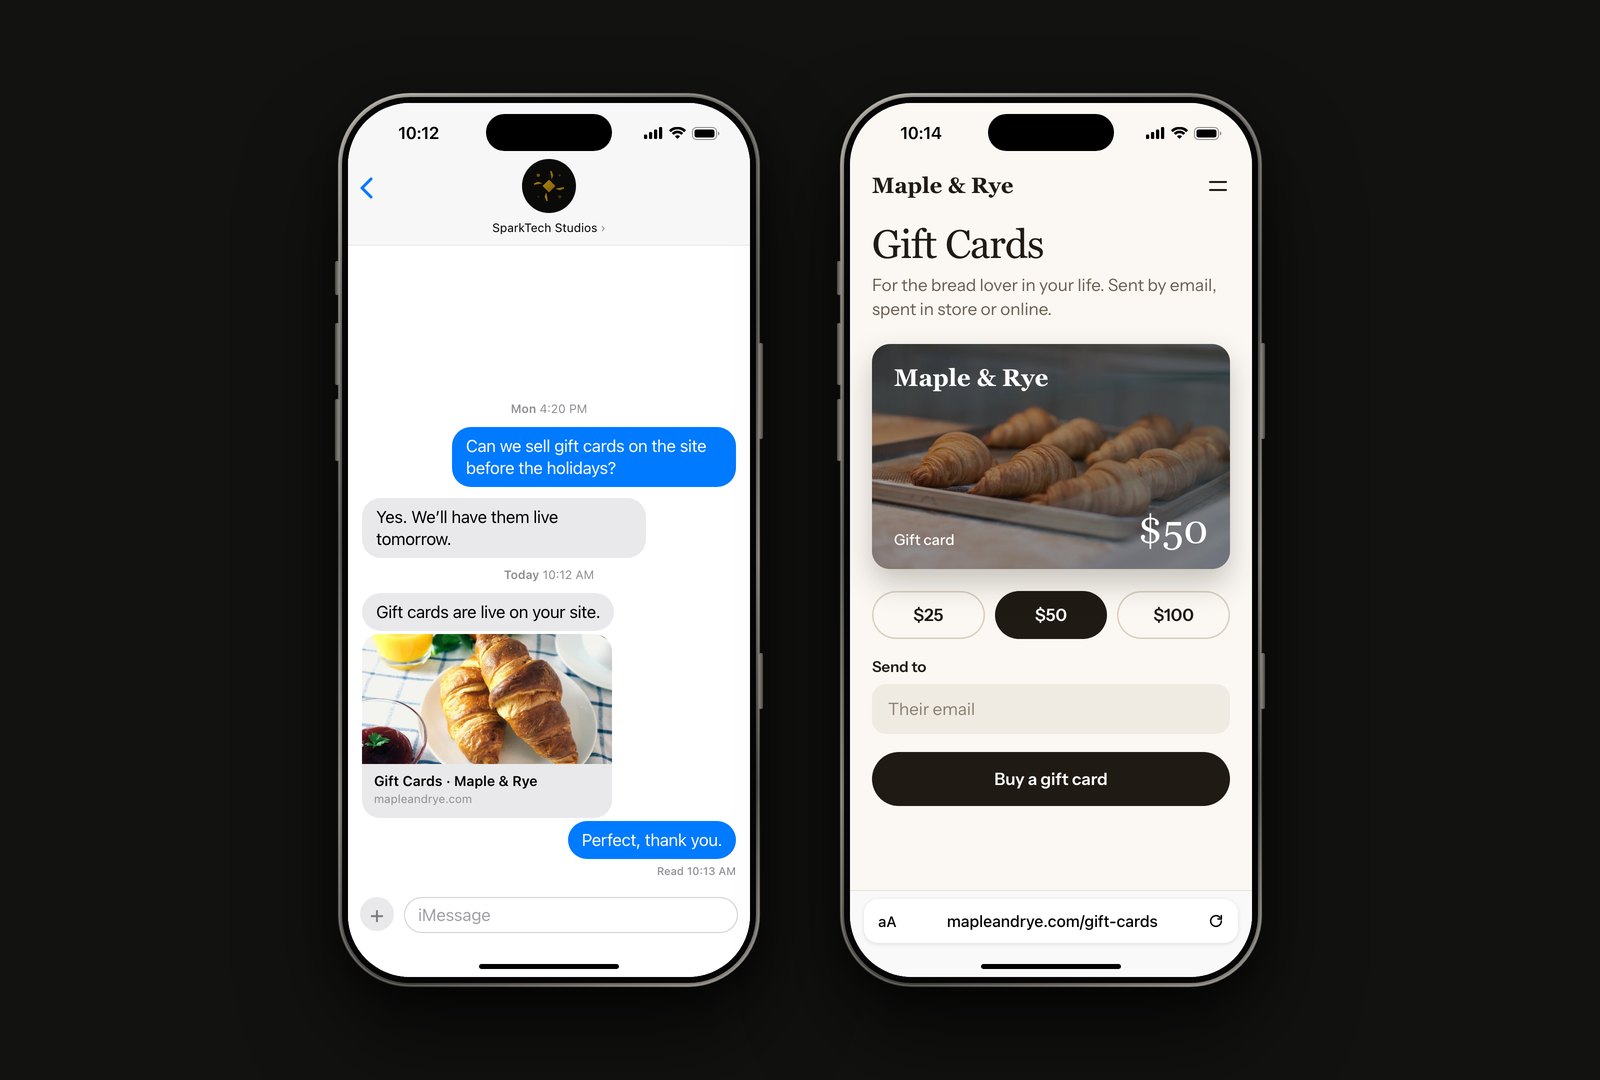 10:12
SparkTech Studios ›
Mon 4:20 PM
Can we sell gift cards on the site
before the holidays?
Yes. We’ll have them live
tomorrow.
Today 10:12 AM
Gift cards are live on your site.
Gift Cards · Maple & Rye
mapleandrye.com
Perfect, thank you.
Read 10:13 AM
+
iMessage
10:14
Maple & Rye
Gift Cards
For the bread lover in your life. Sent by email,
spent in store or online.
Maple & Rye
Gift card
$50
$25
$50
$100
Send to
Their email
Buy a gift card
aA
mapleandrye.com/gift-cards